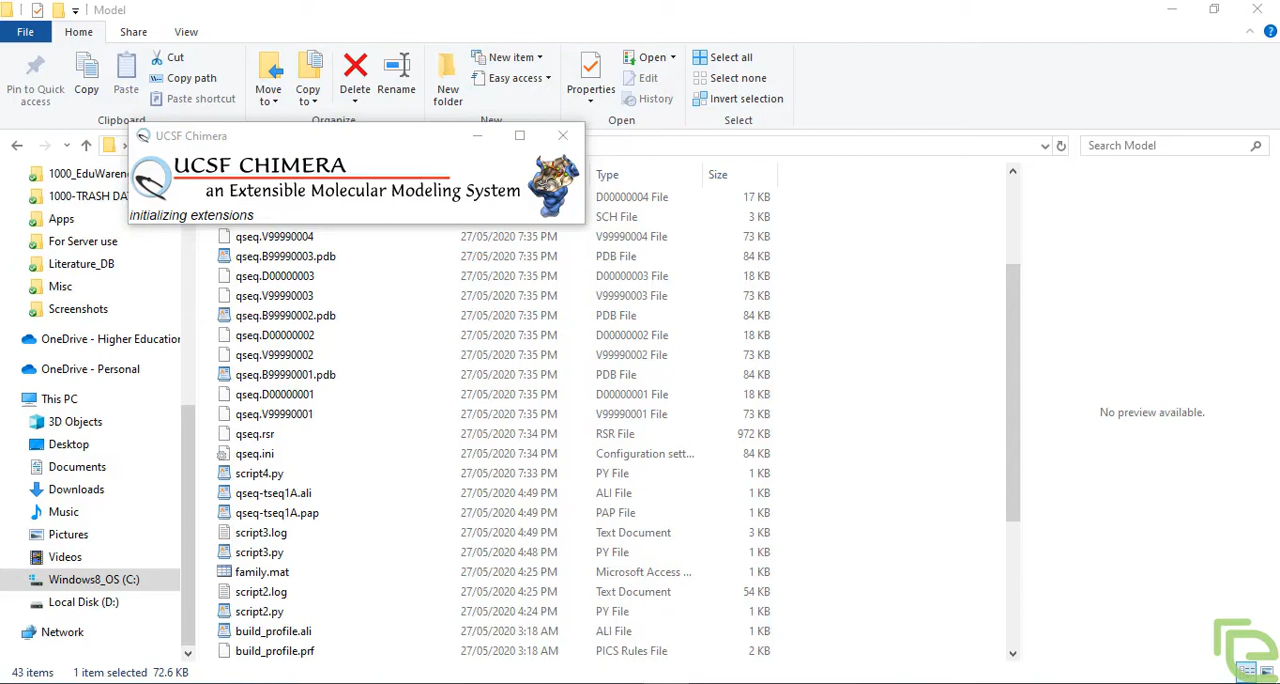 Model
File Home Share View
Pin to Quick access
Copy
Paste
Cut
Copy path
Paste shortcut
Clipboard
Move to
Copy to
Delete
Rename
Organize
New folder
New item
Easy access
New
Properties
Open
Edit
History
Open
Select all
Select none
Invert selection
Select
Search Model
UCSF Chimera
UCSF CHIMERA
an Extensible Molecular Modeling System
initializing extensions
1000_EduWaren
1000-TRASH DA
Apps
For Server use
Literature_DB
Misc
Screenshots
OneDrive - Higher Education
OneDrive - Personal
This PC
3D Objects
Desktop
Documents
Downloads
Music
Pictures
Videos
Windows8_OS (C:)
Local Disk (D:)
Network
Type Size
D00000004 File 17 KB
SCH File 3 KB
qseq.V99990004 27/05/2020 7:35 PM V99990004 File 73 KB
qseq.B99990003.pdb 27/05/2020 7:35 PM PDB File 84 KB
qseq.D00000003 27/05/2020 7:35 PM D00000003 File 18 KB
qseq.V99990003 27/05/2020 7:35 PM V99990003 File 73 KB
qseq.B99990002.pdb 27/05/2020 7:35 PM PDB File 84 KB
qseq.D00000002 27/05/2020 7:35 PM D00000002 File 18 KB
qseq.V99990002 27/05/2020 7:35 PM V99990002 File 73 KB
qseq.B99990001.pdb 27/05/2020 7:35 PM PDB File 84 KB
qseq.D00000001 27/05/2020 7:35 PM D00000001 File 18 KB
qseq.V99990001 27/05/2020 7:35 PM V99990001 File 73 KB
qseq.rsr 27/05/2020 7:34 PM RSR File 972 KB
qseq.ini 27/05/2020 7:34 PM Configuration sett... 84 KB
script4.py 27/05/2020 7:33 PM PY File 1 KB
qseq-tseq1A.ali 27/05/2020 4:49 PM ALI File 1 KB
qseq-tseq1A.pap 27/05/2020 4:49 PM PAP File 1 KB
script3.log 27/05/2020 4:49 PM Text Document 3 KB
script3.py 27/05/2020 4:48 PM PY File 1 KB
family.mat 27/05/2020 4:25 PM Microsoft Access ... 1 KB
script2.log 27/05/2020 4:25 PM Text Document 54 KB
script2.py 27/05/2020 4:24 PM PY File 1 KB
build_profile.ali 27/05/2020 3:18 AM ALI File 1 KB
build_profile.prf 27/05/2020 3:18 AM PICS Rules File 2 KB
No preview available.
43 items 1 item selected 72.6 KB